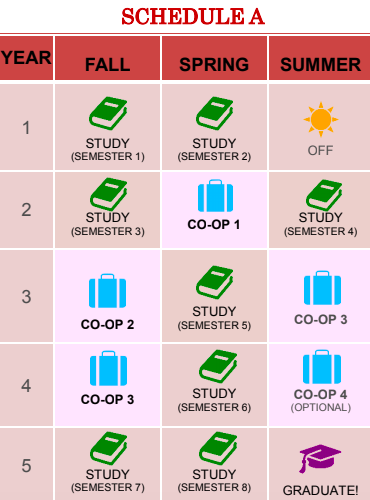 SCHEDULE A
YEAR FALL SPRING SUMMER
1
STUDY
(SEMESTER 1)
STUDY
(SEMESTER 2)
OFF
2
STUDY
(SEMESTER 3)
CO-OP 1
STUDY
(SEMESTER 4)
3
CO-OP 2
STUDY
(SEMESTER 5)
CO-OP 3
4
CO-OP 3
STUDY
(SEMESTER 6)
CO-OP 4
(OPTIONAL)
5
STUDY
(SEMESTER 7)
STUDY
(SEMESTER 8)
GRADUATE!